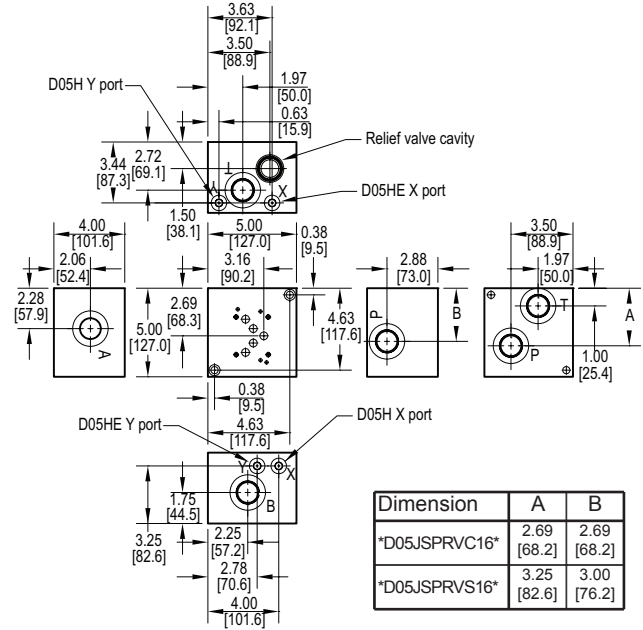 3.63
[92.1]
3.50
[88.9]
D05H Y port
1.97
[50.0]
0.63
[15.9]
Relief valve cavity
3.44
[87.3]
2.72
[69.1]
T
Y
X
D05HE X port
1.50
[38.1]
4.00
[101.6]
2.06
[52.4]
2.28
[57.9]
A
5.00
[127.0]
3.16
[90.2]
0.38
[9.5]
2.69
[68.3]
5.00
[127.0]
4.63
[117.6]
2.88
[73.0]
P
B
3.50
[88.9]
1.97
[50.0]
T
P
A
1.00
[25.4]
0.38
[9.5]
4.63
[117.6]
D05HE Y port
D05H X port
Y
X
B
1.75
[44.5]
3.25
[82.6]
2.25
[57.2]
2.78
[70.6]
4.00
[101.6]
Dimension A B
*D05JSPRVC16* 2.69 [68.2] 2.69 [68.2]
*D05JSPRVS16* 3.25 [82.6] 3.00 [76.2]